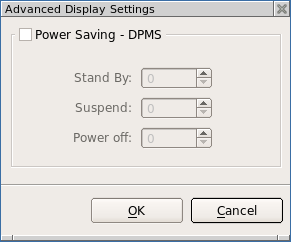 Advanced Display Settings
Power Saving - DPMS
Stand By: 0
Suspend: 0
Power off: 0
OK Cancel